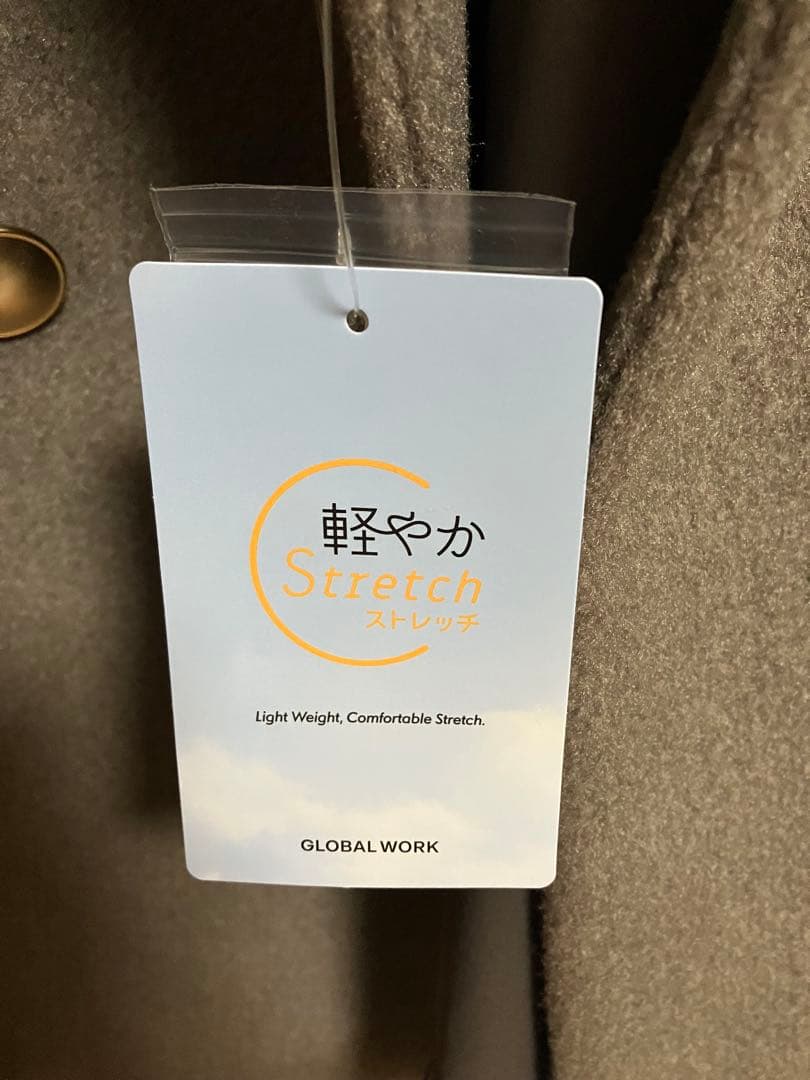 軽やか
Stretch
ストレッチ
Light Weight, Comfortable Stretch.
GLOBAL WORK